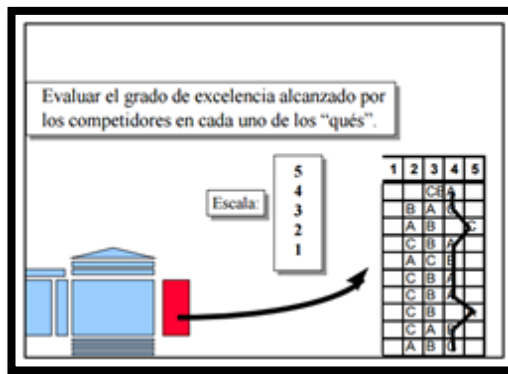 Evaluar el grado de excelencia alcanzado por
los competidores en cada uno de los “qués”.
Escala:
5
4
3
2
1
1 2 3 4 5
CB A
B A C
A B C
C B A
A C B
C B A
C B A
C B
C A B
A B C